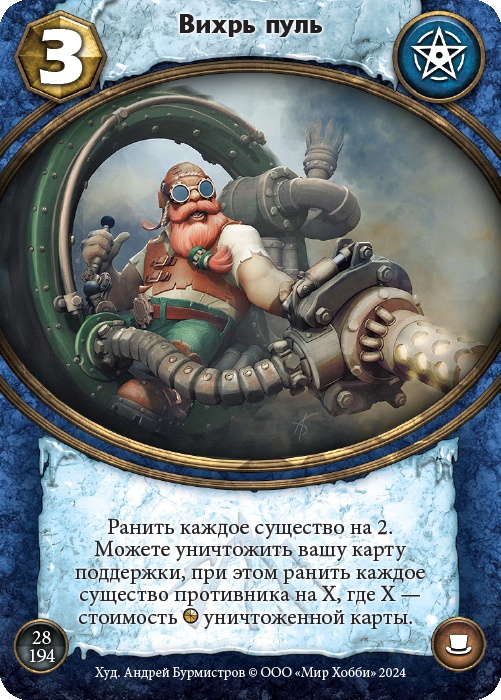 Вихрь пуль
3
Ранить каждое существо на 2.
Можете уничтожить вашу карту
поддержки, при этом ранить каждое
существо противника на X, где X —
стоимость уничтоженной карты.
28
194
Худ. Андрей Бурмистров © ООО «Мир Хобби» 2024